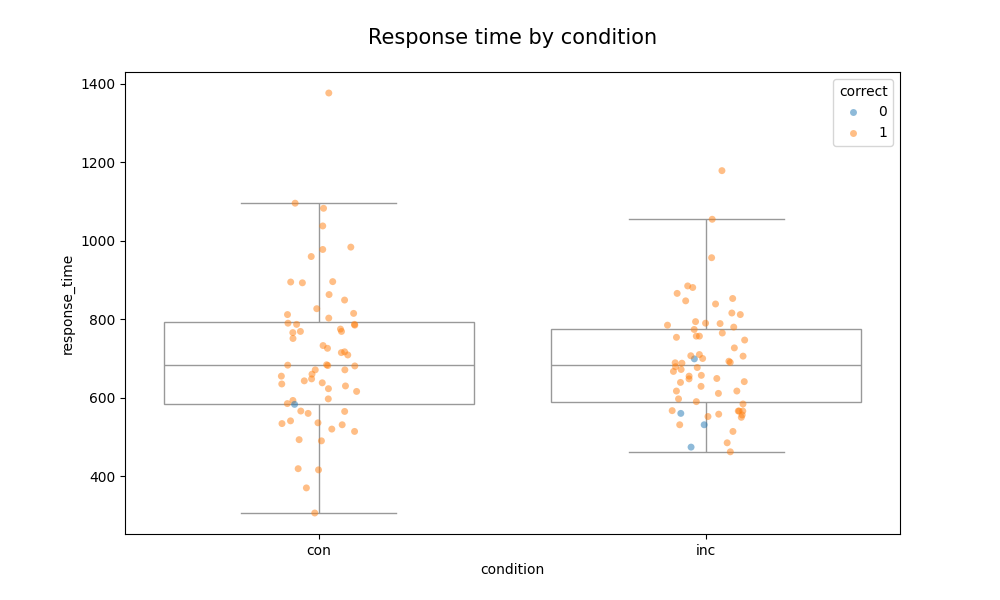 Response time by condition
correct
0
1
1400
1200
1000
800
600
400
response_time
con
inc
condition